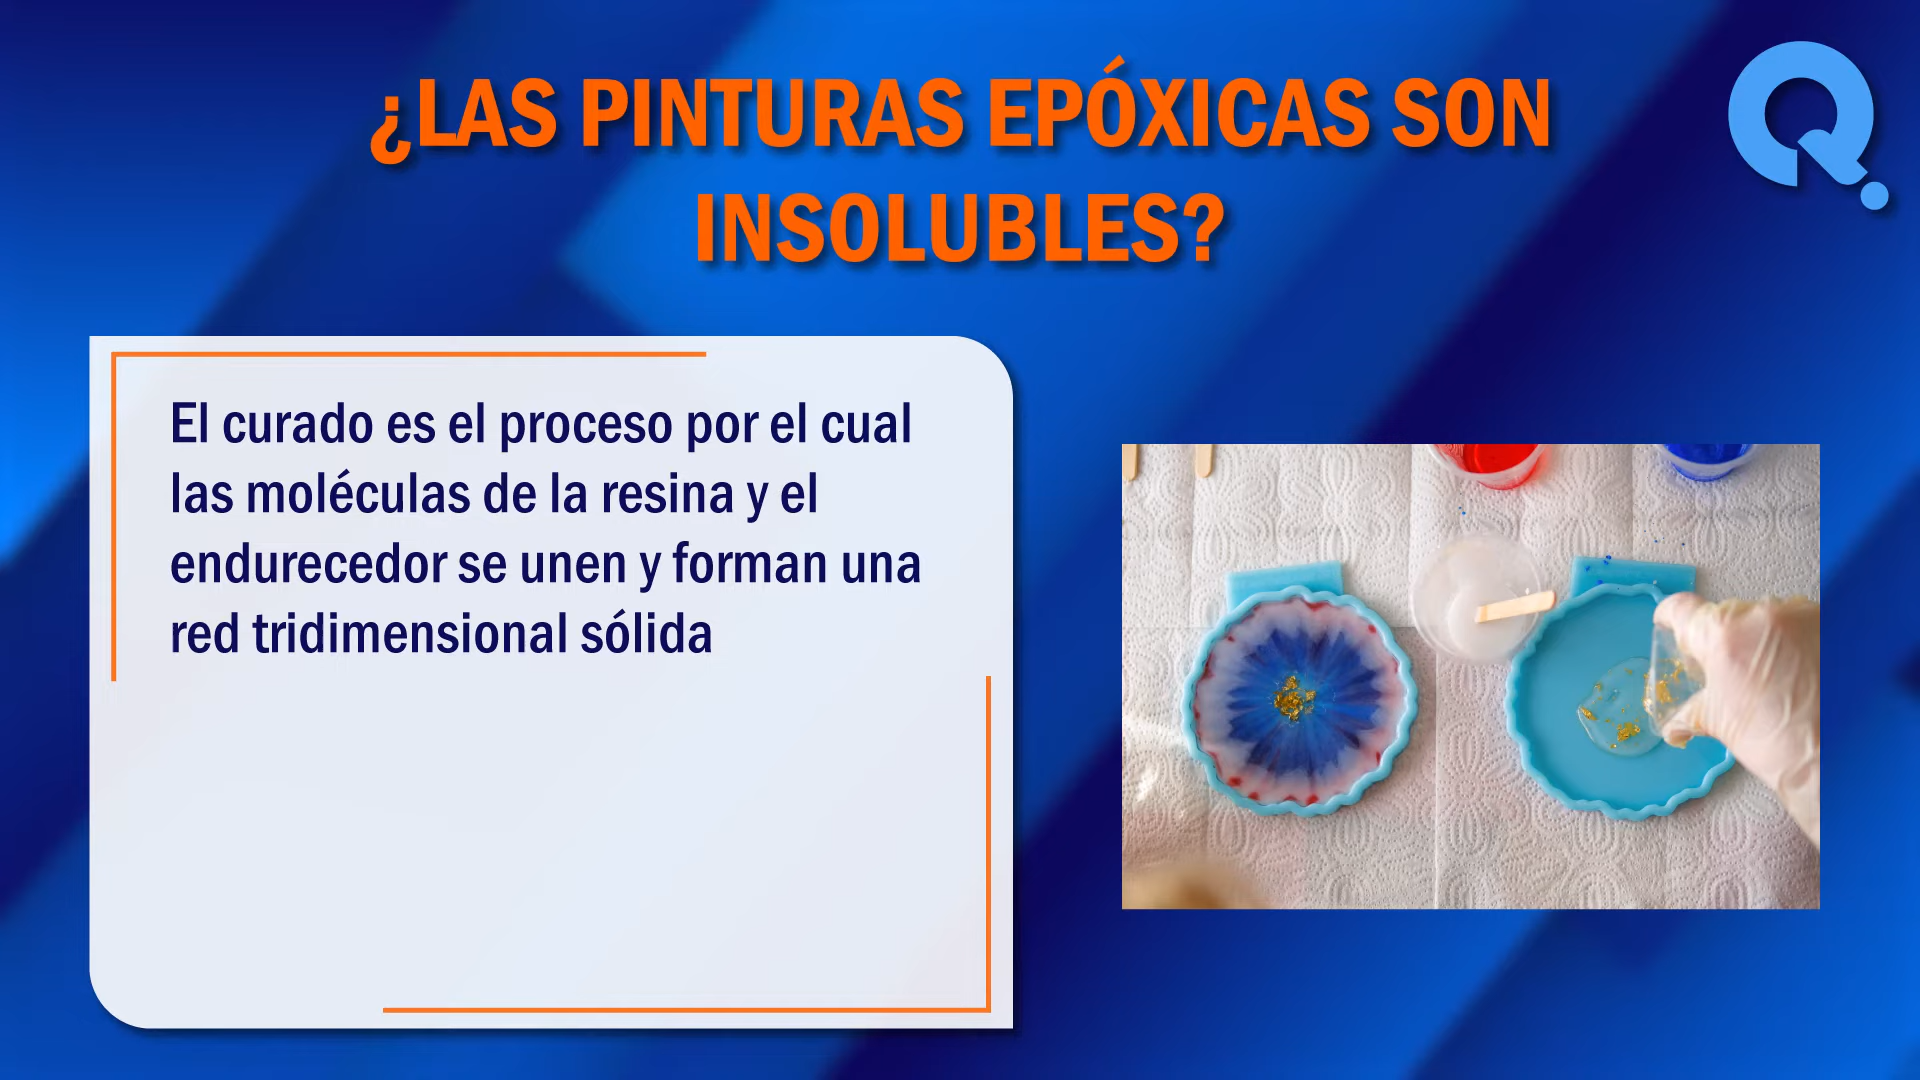 ¿LAS PINTURAS EPÓXICAS SON
INSOLUBLES?
El curado es el proceso por el cual
las moléculas de la resina y el
endurecedor se unen y forman una
red tridimensional sólida